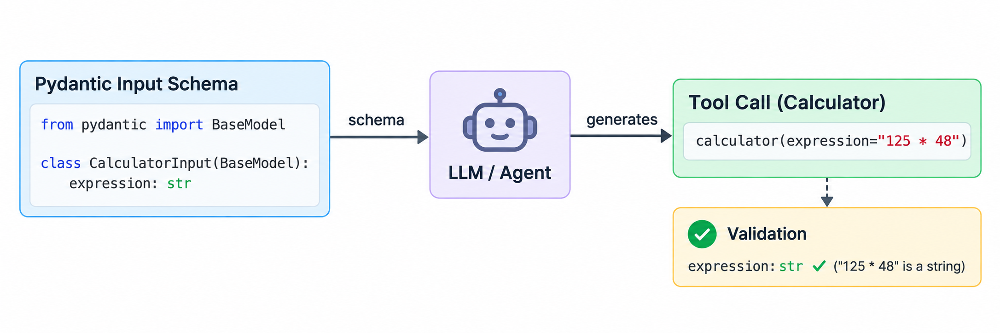 Pydantic Input Schema
from pydantic import BaseModel
class CalculatorInput(BaseModel):
    expression: str
schema
LLM / Agent
generates
Tool Call (Calculator)
calculator(expression="125 * 48")
Validation
expression: str ✓ ("125 * 48" is a string)